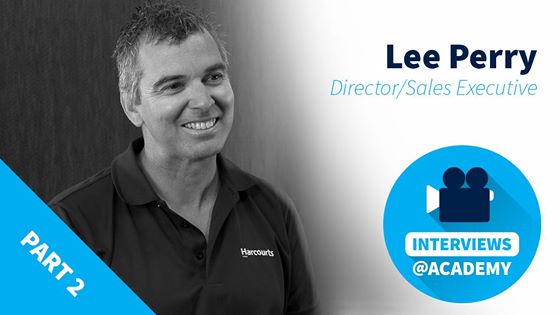 Lee Perry
Director/Sales Executive
Harcourts
INTERVIEWS
@ACADEMY
PART 2